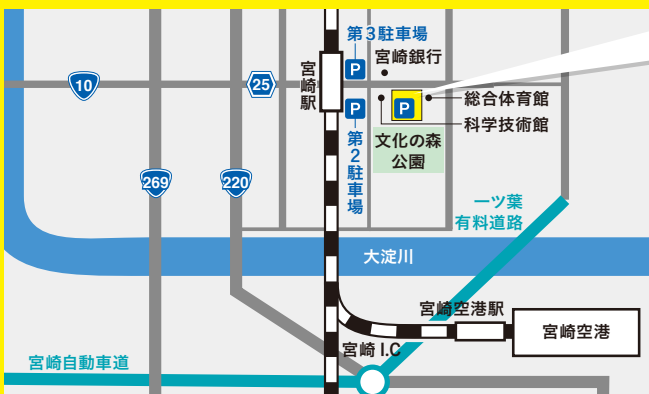 第3駐車場
宮崎銀行
P
宮崎駅
10
25
P
P
総合体育館
科学技術館
第2駐車場
文化の森
公園
269
220
一ツ葉
有料道路
大淀川
宮崎空港駅
宮崎空港
宮崎 I.C
宮崎自動車道